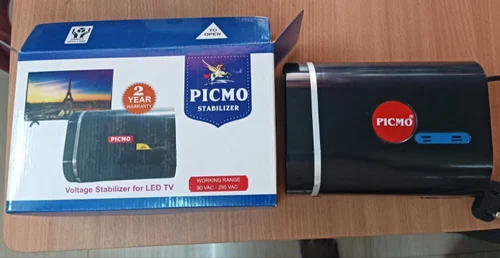 TO
OPEN
2
YEAR
WARRANTY
PICMO
STABILIZER
PICMO
Voltage Stabilizer for LED TV
WORKING RANGE
90 VAC - 290 VAC
PICMO